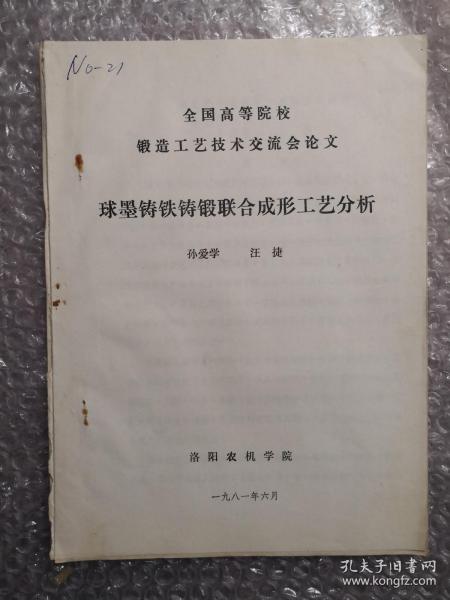 No-21
全国高等院校
锻造工艺技术交流会论文
球墨铸铁铸锻联合成形工艺分析
孙爱学 汪捷
洛阳农机学院
一九八一年六月
孔夫子旧书网
www.kongfz.com